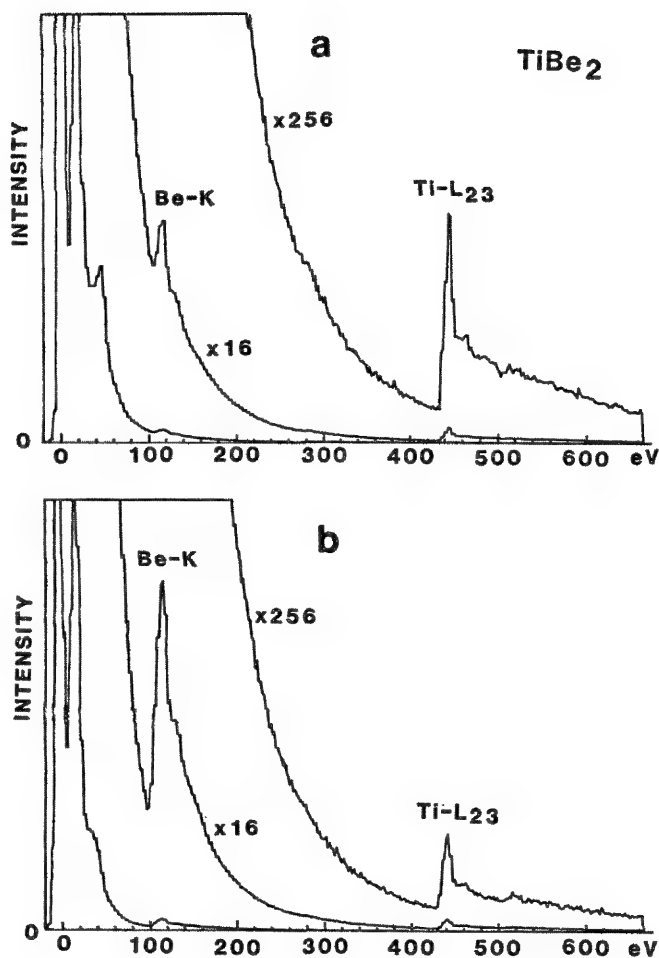 a
TiBe2
INTENSITY
x256
Be-K
Ti-L23
x16
0
0 100 200 300 400 500 600 eV
b
Be-K
INTENSITY
x256
Ti-L23
x16
0
0 100 200 300 400 500 600 eV